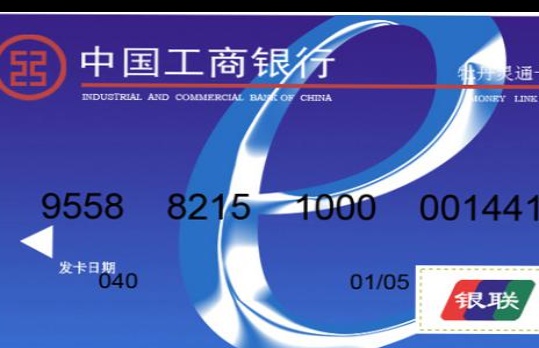 中国工商银行
INDUSTRIAL AND COMMERCIAL BANK OF CHINA
牡丹灵通卡
MONEY LINK
9558 8215 1000 001441
发卡日期
040 01/05
银联